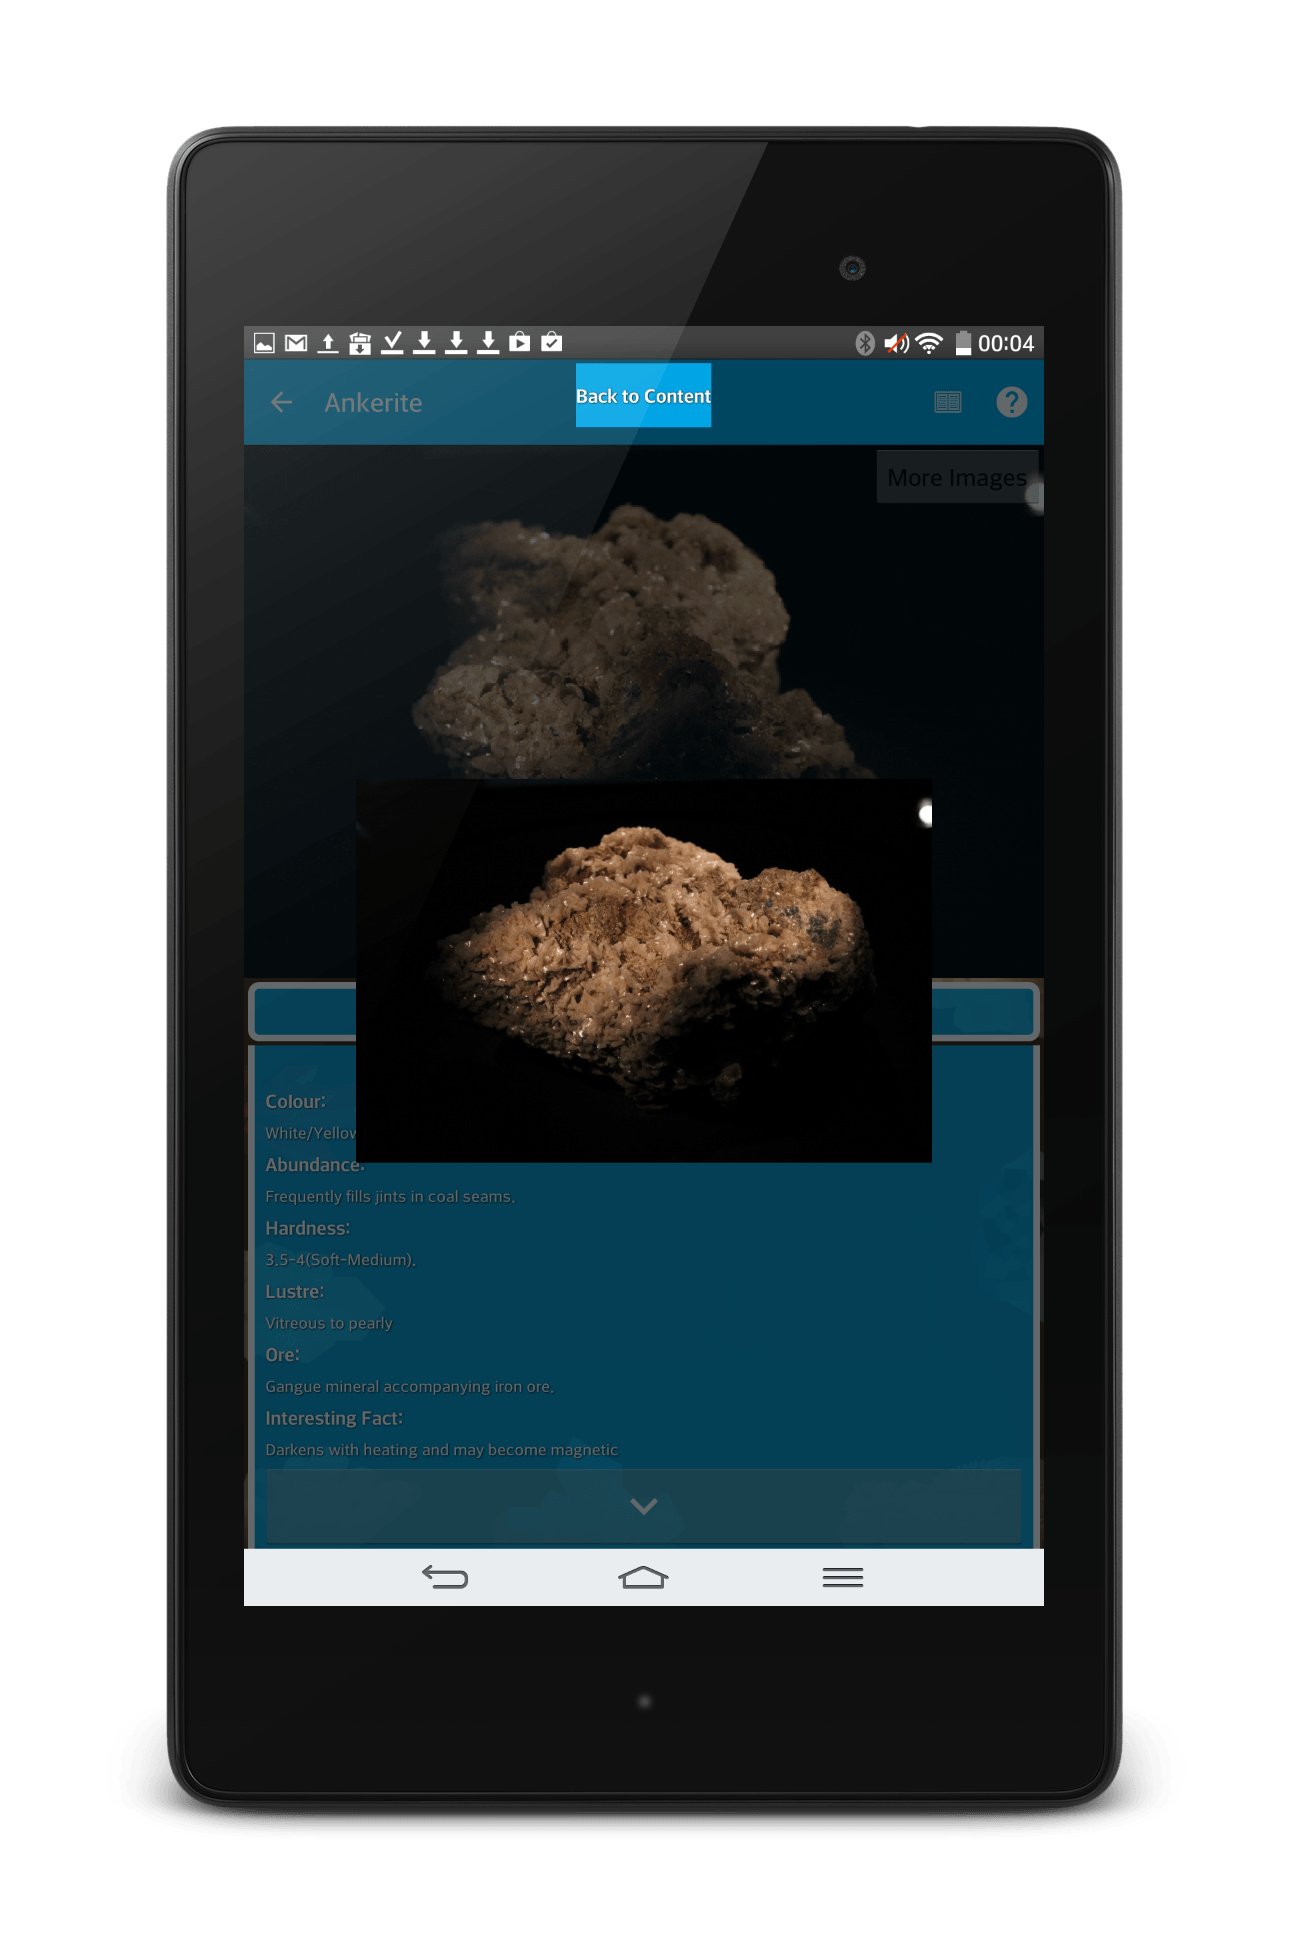 00:04
Ankerite
Back to Content
More Images
Colour:
White/Yellow
Abundance:
Frequently fills jints in coal seams.
Hardness:
3.5-4(Soft-Medium).
Lustre:
Vitreous to pearly
Ore:
Gangue mineral accompanying iron ore.
Interesting Fact:
Darkens with heating and may become magnetic